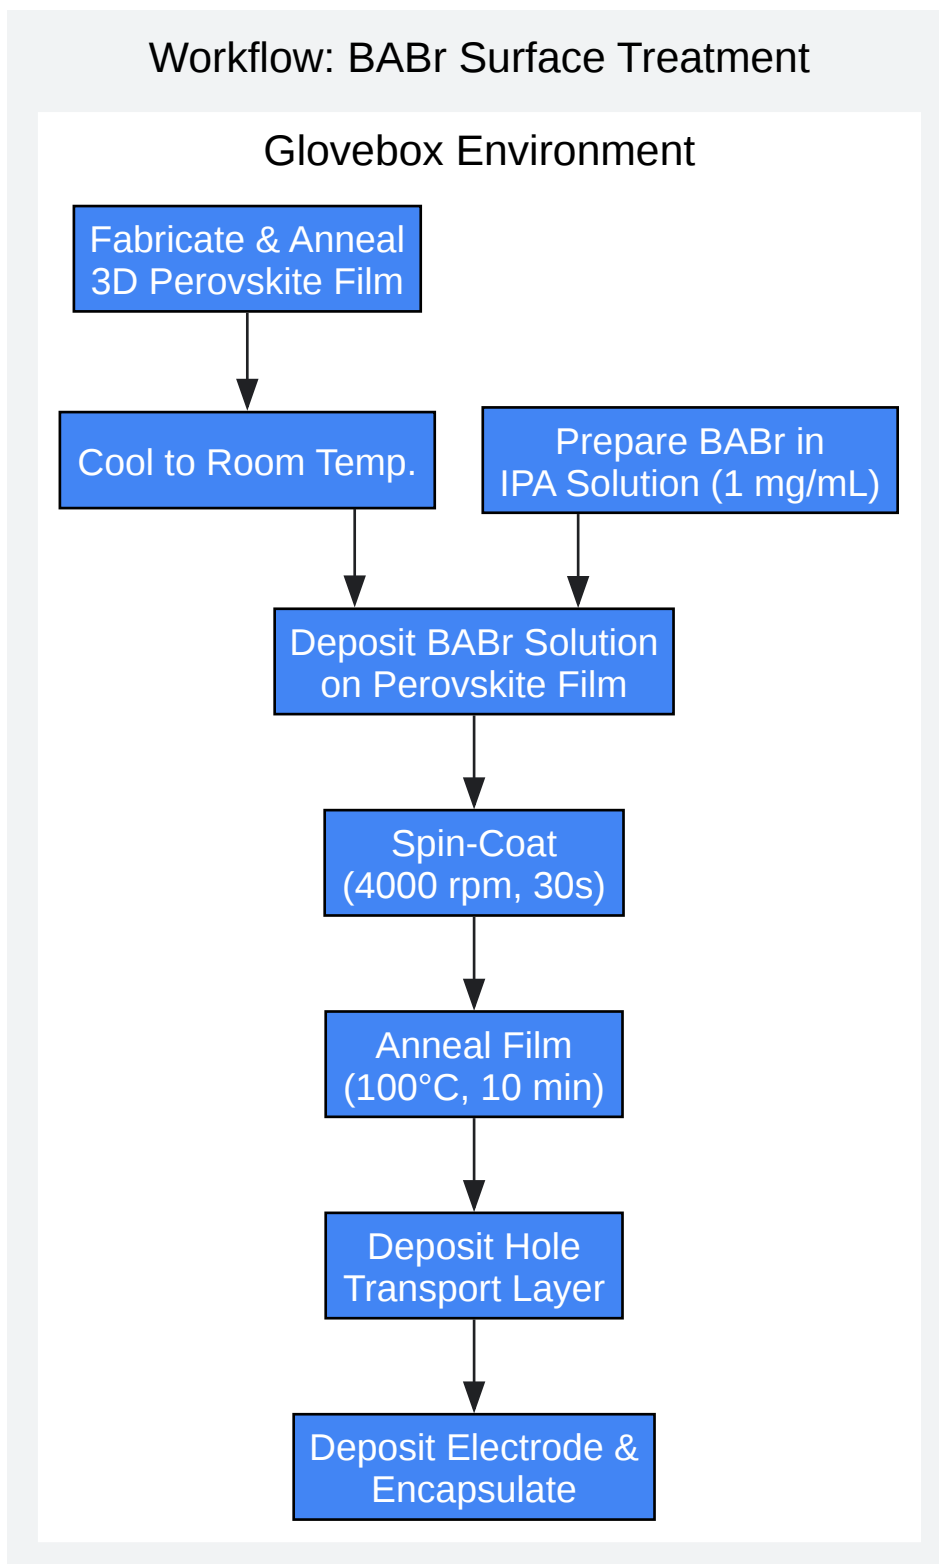 Workflow: BABr Surface Treatment
Glovebox Environment
Fabricate & Anneal
3D Perovskite Film
Cool to Room Temp.
Prepare BABr in
IPA Solution (1 mg/mL)
Deposit BABr Solution
on Perovskite Film
Spin-Coat
(4000 rpm, 30s)
Anneal Film
(100°C, 10 min)
Deposit Hole
Transport Layer
Deposit Electrode &
Encapsulate